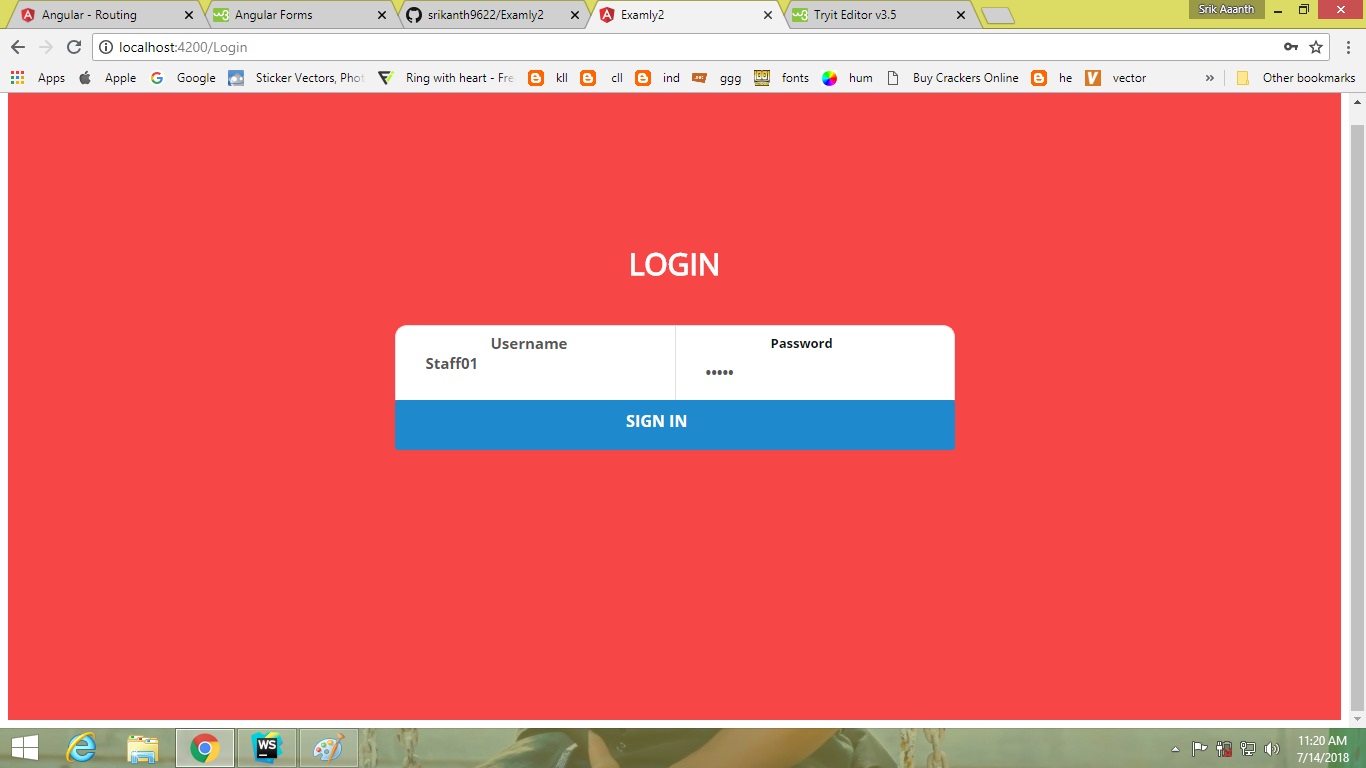 Angular - Routing
Angular Forms
srikanth9622/Examly2
Examly2
Tryit Editor v3.5
Srik Aaanth
localhost:4200/Login
Apps
Apple
Google
Sticker Vectors, Phot
Ring with heart - Fre
kll
cll
ind
ggg
fonts
hum
Buy Crackers Online
he
vector
»
Other bookmarks
LOGIN
Username
Password
Staff01
•••••
SIGN IN
WS
11:20 AM
7/14/2018